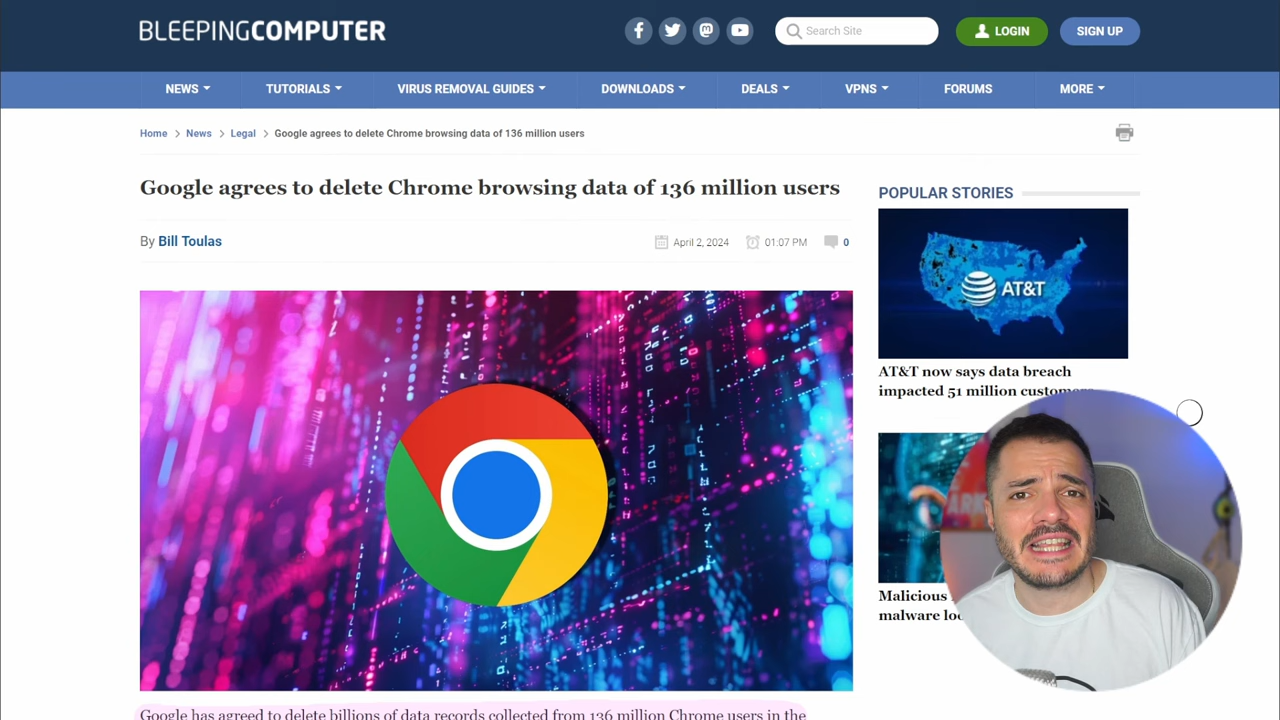 BLEEPINGCOMPUTER
Search Site
LOGIN
SIGN UP
NEWS
TUTORIALS
VIRUS REMOVAL GUIDES
DOWNLOADS
DEALS
VPNS
FORUMS
MORE
Home
News
Legal
Google agrees to delete Chrome browsing data of 136 million users
Google agrees to delete Chrome browsing data of 136 million users
By Bill Toulas
April 2, 2024
01:07 PM
0
POPULAR STORIES
AT&T
AT&T now says data breach
impacted 51 million customers
Malicious
malware
Google has agreed to delete billions of data records collected from 136 million Chrome users in the